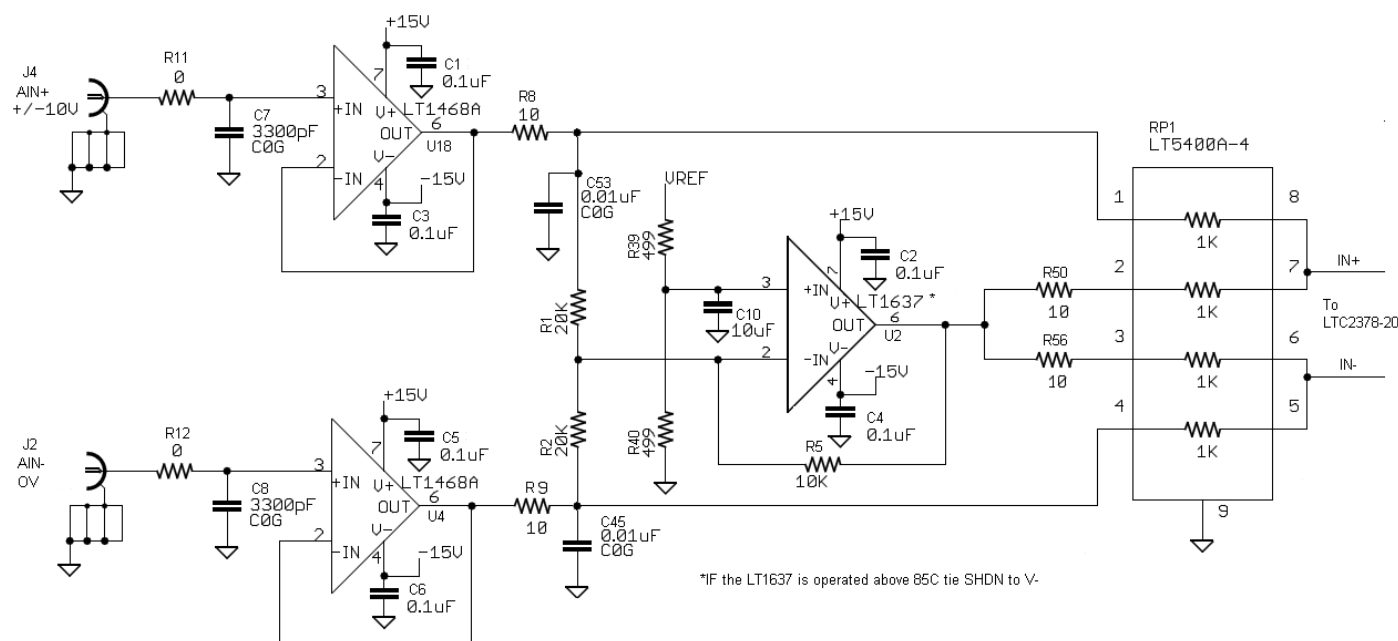 J4
AIN+
+/-10V
R11
0
C7
3300pF
C0G
+15V
C1
0.1uF
7
3
+IN
V+
LT1468A
OUT
6
U18
2
-IN
V-
4
-15V
C3
0.1uF
R8
10
C53
0.01uF
C0G
R1
20K
R2
20K
VREF
R39
499
R40
499
C10
10uF
+15V
C2
0.1uF
7
3
+IN
V+
LT1637 *
OUT
6
U2
2
-IN
V-
4
-15V
C4
0.1uF
R5
10K
R50
10
R56
10
RP1
LT5400A-4
1
8
1K
2
7
1K
3
6
1K
4
5
1K
9
IN+
To
LTC2378-20
IN-
J2
AIN-
0V
R12
0
C8
3300pF
C0G
+15V
C5
0.1uF
7
3
+IN
V+
LT1468A
OUT
6
U4
2
-IN
V-
4
-15V
C6
0.1uF
R9
10
C45
0.01uF
C0G
*IF the LT1637 is operated above 85C tie SHDN to V-